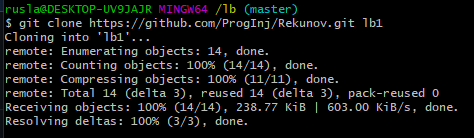 rusla@DESKTOP-UV9JAJR MINGW64 /lb (master)
$ git clone https://github.com/ProgInj/Rekunov.git lb1
Cloning into 'lb1'...
remote: Enumerating objects: 14, done.
remote: Counting objects: 100% (14/14), done.
remote: Compressing objects: 100% (11/11), done.
remote: Total 14 (delta 3), reused 14 (delta 3), pack-reused 0
Receiving objects: 100% (14/14), 238.77 KiB | 603.00 KiB/s, done.
Resolving deltas: 100% (3/3), done.